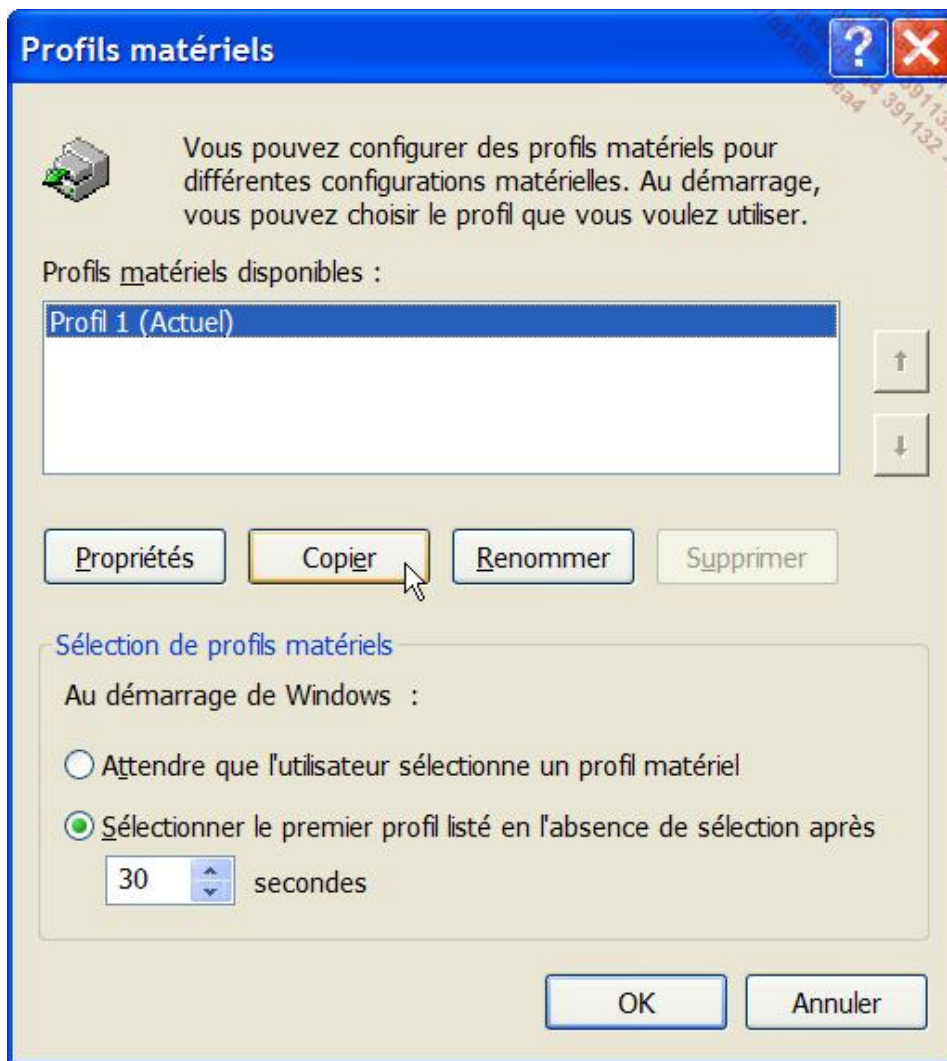 Profils matériels
Vous pouvez configurer des profils matériels pour
différentes configurations matérielles. Au démarrage,
vous pouvez choisir le profil que vous voulez utiliser.
Profils matériels disponibles :
Profil 1 (Actuel)
Propriétés Copier Renommer Supprimer
Sélection de profils matériels
Au démarrage de Windows :
Attendre que l'utilisateur sélectionne un profil matériel
Sélectionner le premier profil listé en l'absence de sélection après
30 secondes
OK Annuler